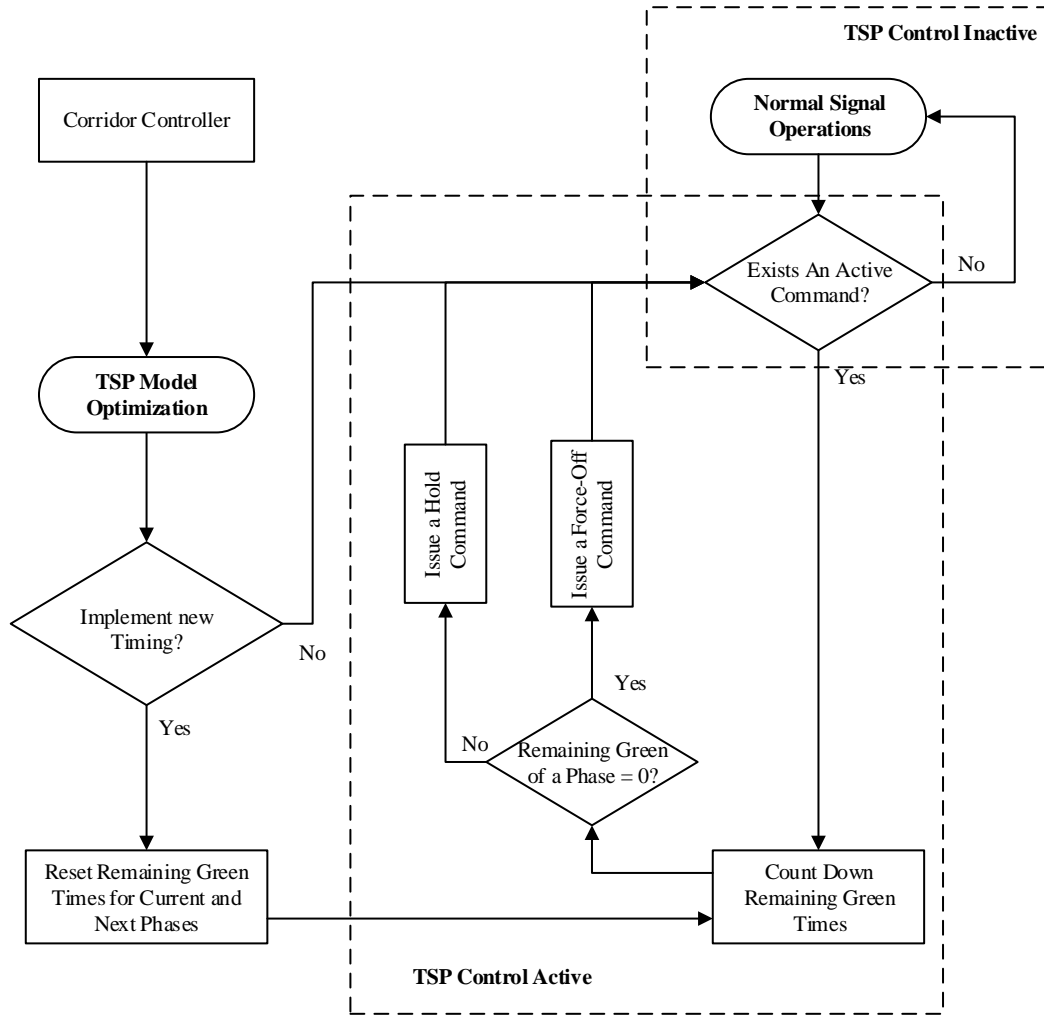 TSP Control Inactive
Corridor Controller
Normal Signal
Operations
Exists An Active
Command?
No
Yes
TSP Model
Optimization
Issue a Hold
Command
Issue a Force-Off
Command
Implement new
Timing?
No
Yes
Yes
No
Remaining Green
of a Phase = 0?
Reset Remaining Green
Times for Current and
Next Phases
Count Down
Remaining Green
Times
TSP Control Active